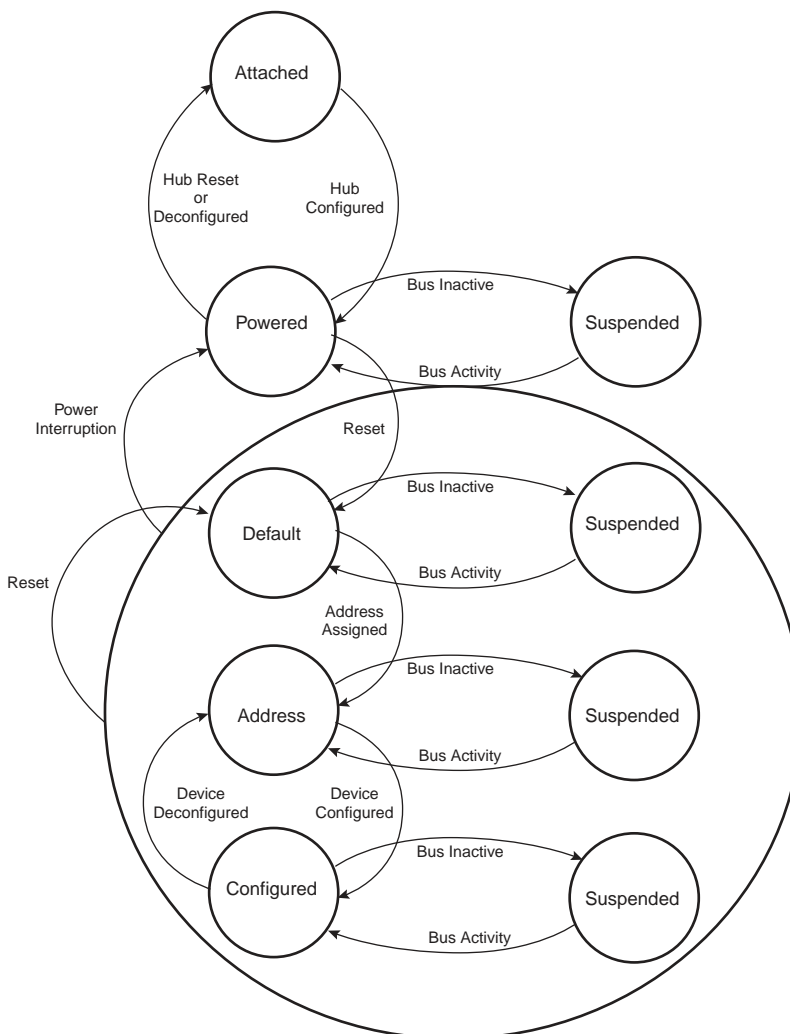 Attached
Hub Reset
or
Deconfigured
Hub
Configured
Powered
Bus Inactive
Suspended
Bus Activity
Power
Interruption
Reset
Default
Bus Inactive
Suspended
Bus Activity
Reset
Address
Assigned
Address
Bus Inactive
Suspended
Bus Activity
Device
Deconfigured
Device
Configured
Configured
Bus Inactive
Suspended
Bus Activity